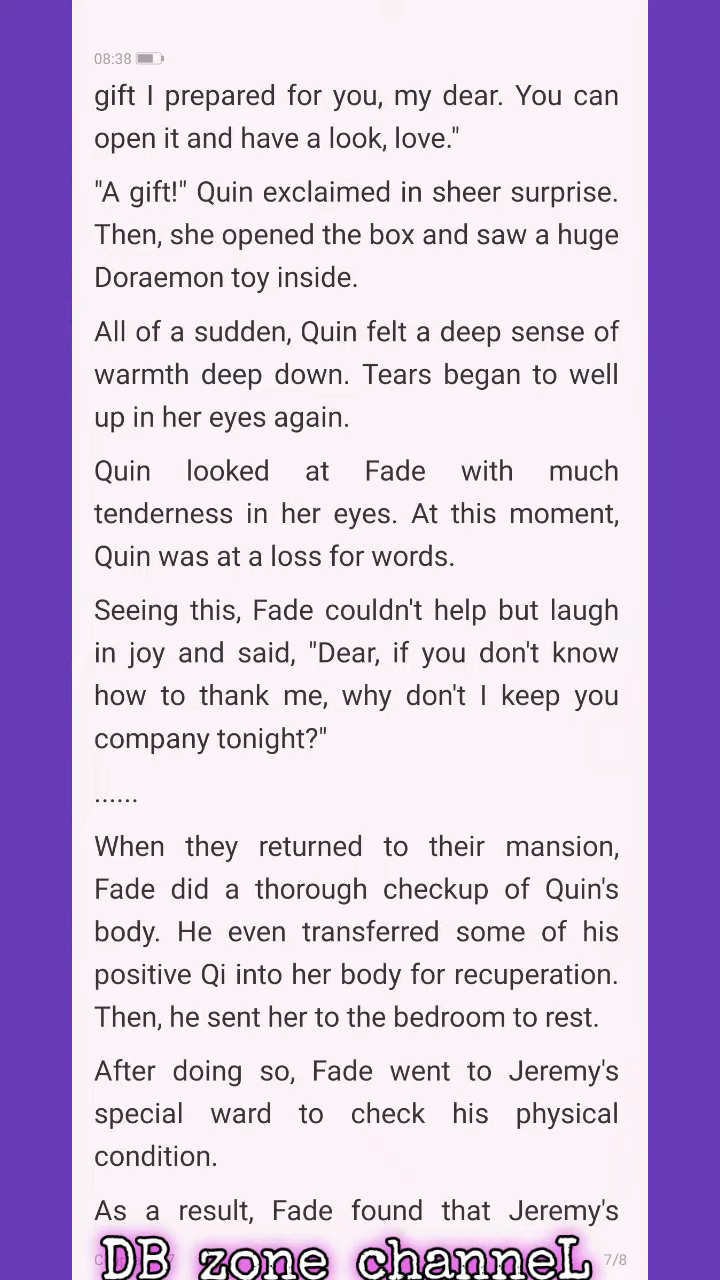 08:38
gift I prepared for you, my dear. You can
open it and have a look, love."
"A gift!" Quin exclaimed in sheer surprise.
Then, she opened the box and saw a huge
Doraemon toy inside.
All of a sudden, Quin felt a deep sense of
warmth deep down. Tears began to well
up in her eyes again.
Quin looked at Fade with much
tenderness in her eyes. At this moment,
Quin was at a loss for words.
Seeing this, Fade couldn't help but laugh
in joy and said, "Dear, if you don't know
how to thank me, why don't I keep you
company tonight?"
......
When they returned to their mansion,
Fade did a thorough checkup of Quin's
body. He even transferred some of his
positive Qi into her body for recuperation.
Then, he sent her to the bedroom to rest.
After doing so, Fade went to Jeremy's
special ward to check his physical
condition.
As a result, Fade found that Jeremy's
DB zone channeL
7/8